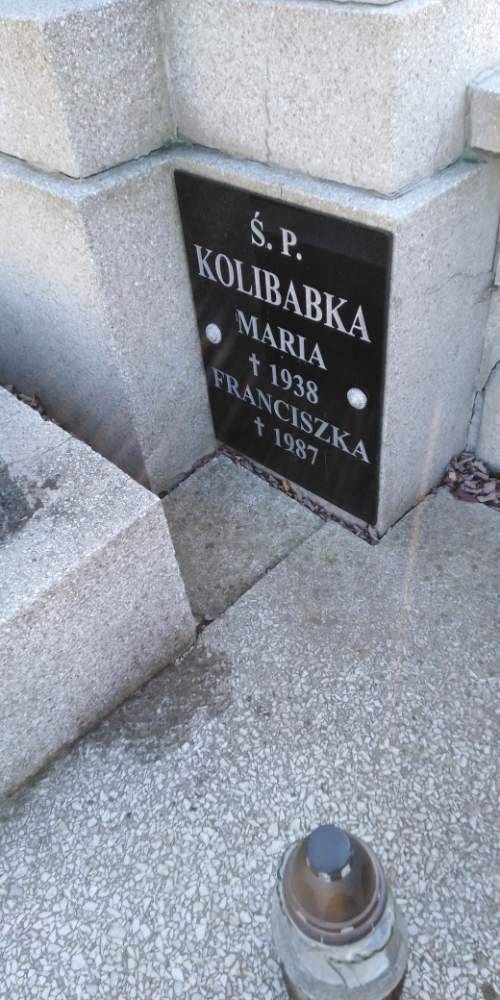 Ś. P.
KOLIBABKA
MARIA
† 1938
FRANCISZKA
† 1987